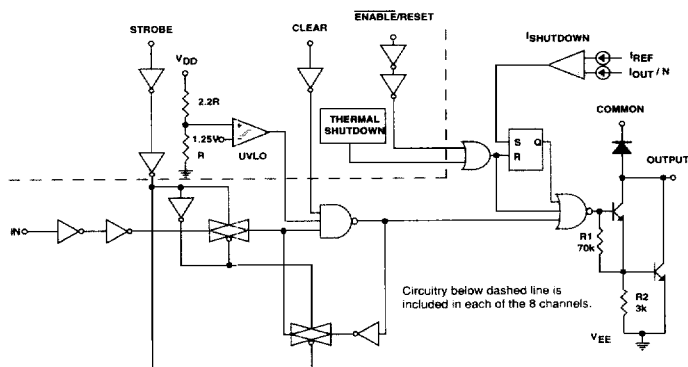 STROBE
CLEAR
ENABLE/RESET
ISHUTDOWN
IREF
IOUT / N
VDD
2.2R
1.25V
R
UVLO
THERMAL
SHUTDOWN
S Q
R
COMMON
OUTPUT
IN
R1
70k
R2
3k
VEE
Circuitry below dashed line is
included in each of the 8 channels.